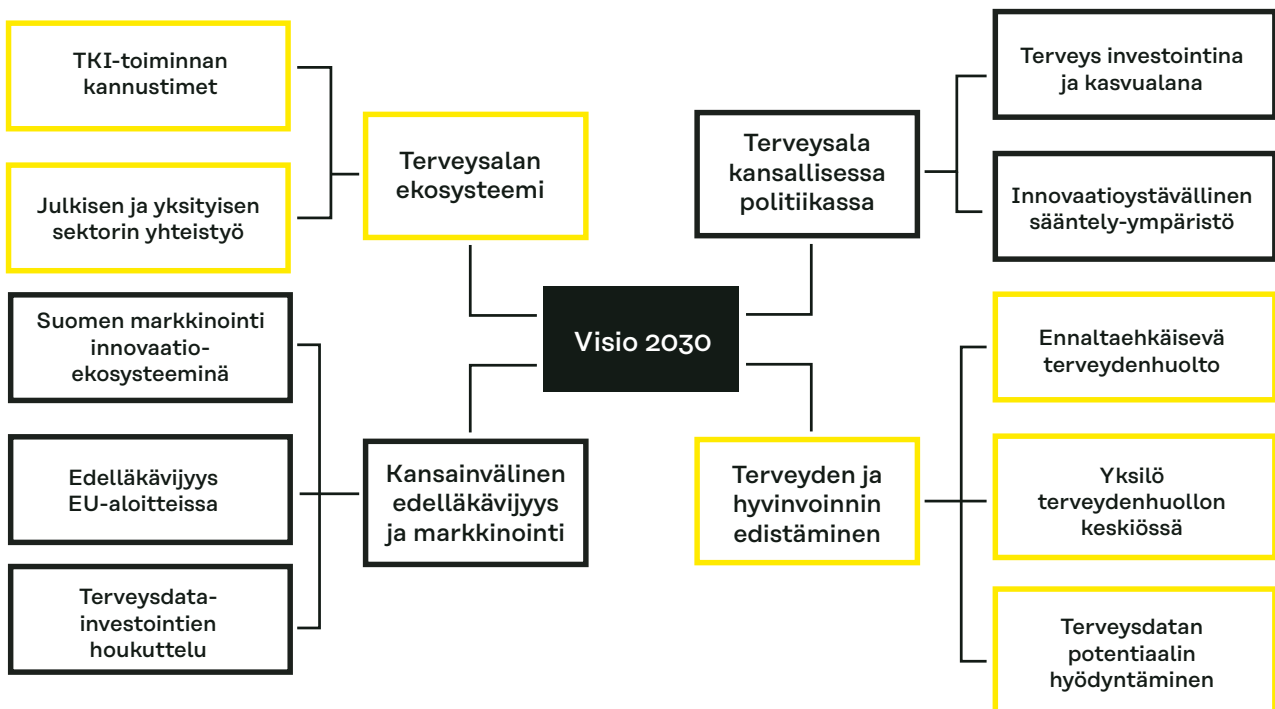 TKI-toiminnan
kannustimet
Julkisen ja yksityisen
sektorin yhteistyö
Terveysalan
ekosysteemi
Suomen markkinointi
innovaatio-
ekosysteeminä
Edelläkävijyys
EU-aloitteissa
Terveysdata-
investointien
houkuttelu
Kansainvälinen
edelläkävijyys
ja markkinointi
Visio 2030
Terveysala
kansallisessa
politiikassa
Terveys investointina
ja kasvualana
Innovaatioystävällinen
sääntely-ympäristö
Terveyden ja
hyvinvoinnin
edistäminen
Ennaltaehkäisevä
terveydenhuolto
Yksilö
terveydenhuollon
keskiössä
Terveysdatan
potentiaalin
hyödyntäminen